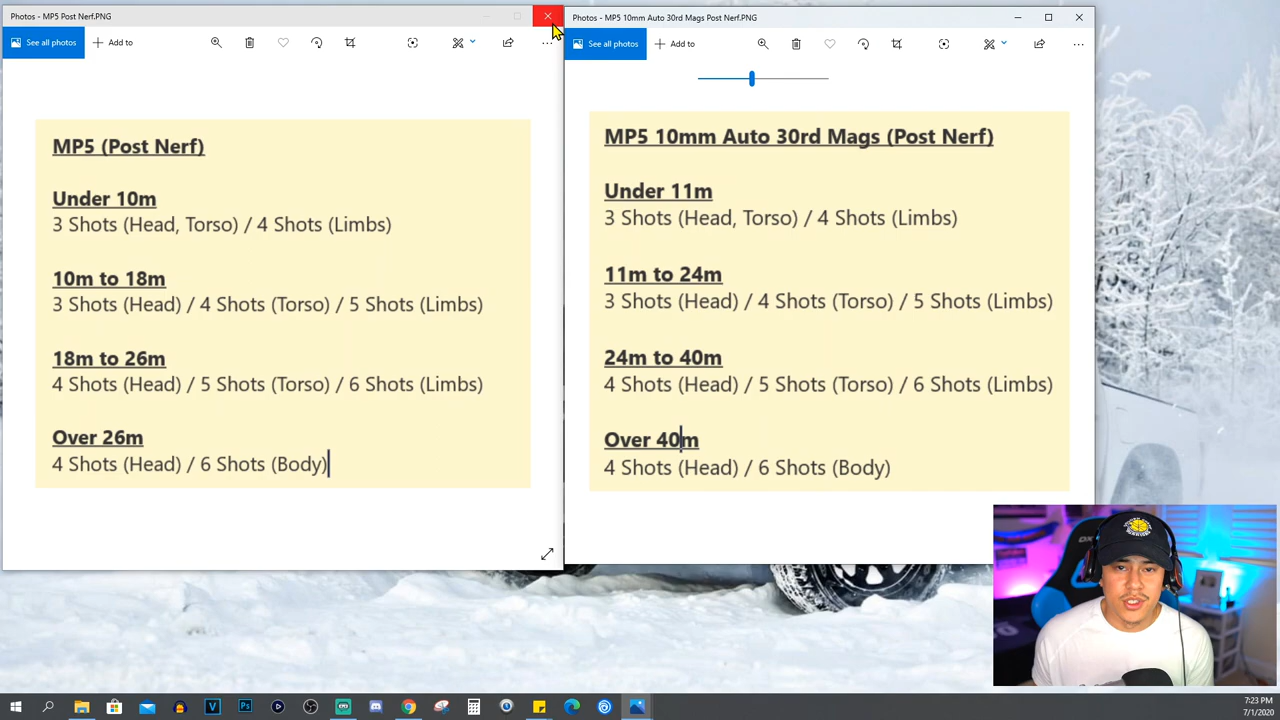 Photos - MP5 Post Nerf.PNG
See all photos
Add to
MP5 (Post Nerf)
Under 10m
3 Shots (Head, Torso) / 4 Shots (Limbs)
10m to 18m
3 Shots (Head) / 4 Shots (Torso) / 5 Shots (Limbs)
18m to 26m
4 Shots (Head) / 5 Shots (Torso) / 6 Shots (Limbs)
Over 26m
4 Shots (Head) / 6 Shots (Body)
Photos - MP5 10mm Auto 30rd Mags Post Nerf.PNG
See all photos
Add to
MP5 10mm Auto 30rd Mags (Post Nerf)
Under 11m
3 Shots (Head, Torso) / 4 Shots (Limbs)
11m to 24m
3 Shots (Head) / 4 Shots (Torso) / 5 Shots (Limbs)
24m to 40m
4 Shots (Head) / 5 Shots (Torso) / 6 Shots (Limbs)
Over 40m
4 Shots (Head) / 6 Shots (Body)
7:23 PM
7/1/2020